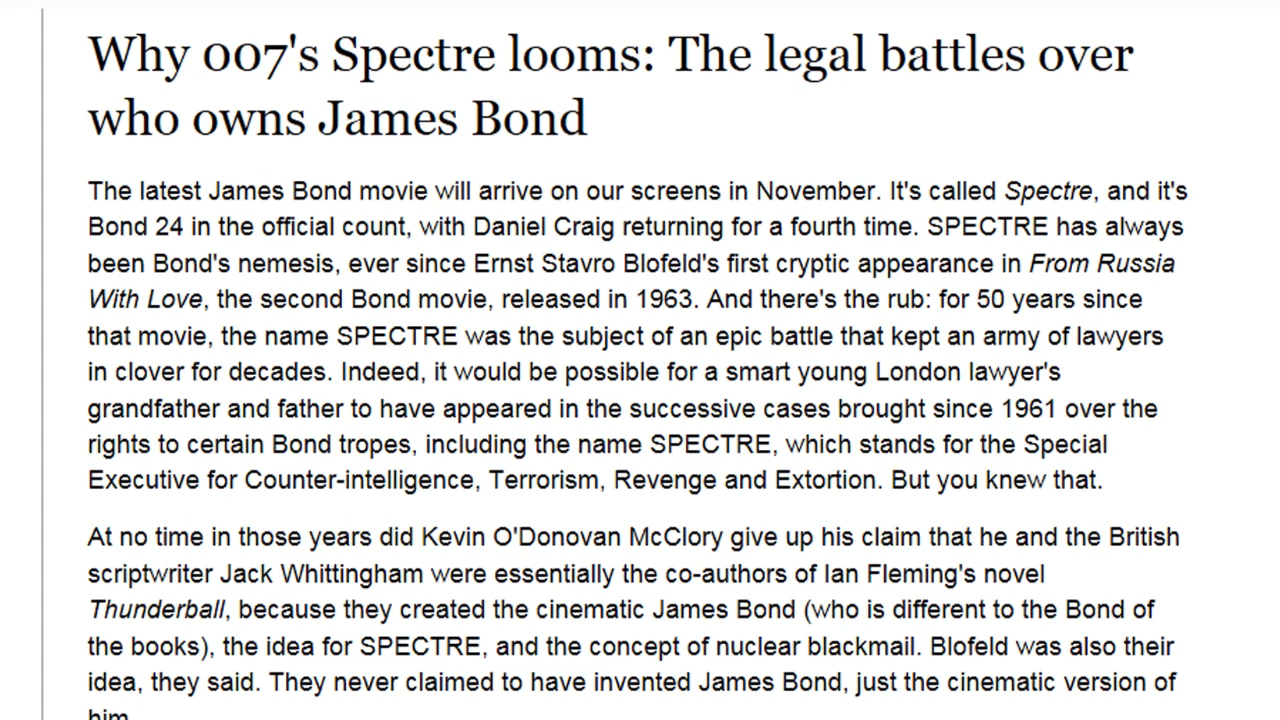 Why 007's Spectre looms: The legal battles over
who owns James Bond
The latest James Bond movie will arrive on our screens in November. It's called Spectre, and it's
Bond 24 in the official count, with Daniel Craig returning for a fourth time. SPECTRE has always
been Bond's nemesis, ever since Ernst Stavro Blofeld's first cryptic appearance in From Russia
With Love, the second Bond movie, released in 1963. And there's the rub: for 50 years since
that movie, the name SPECTRE was the subject of an epic battle that kept an army of lawyers
in clover for decades. Indeed, it would be possible for a smart young London lawyer's
grandfather and father to have appeared in the successive cases brought since 1961 over the
rights to certain Bond tropes, including the name SPECTRE, which stands for the Special
Executive for Counter-intelligence, Terrorism, Revenge and Extortion. But you knew that.
At no time in those years did Kevin O'Donovan McClory give up his claim that he and the British
scriptwriter Jack Whittingham were essentially the co-authors of Ian Fleming's novel
Thunderball, because they created the cinematic James Bond (who is different to the Bond of
the books), the idea for SPECTRE, and the concept of nuclear blackmail. Blofeld was also their
idea, they said. They never claimed to have invented James Bond, just the cinematic version of
him.